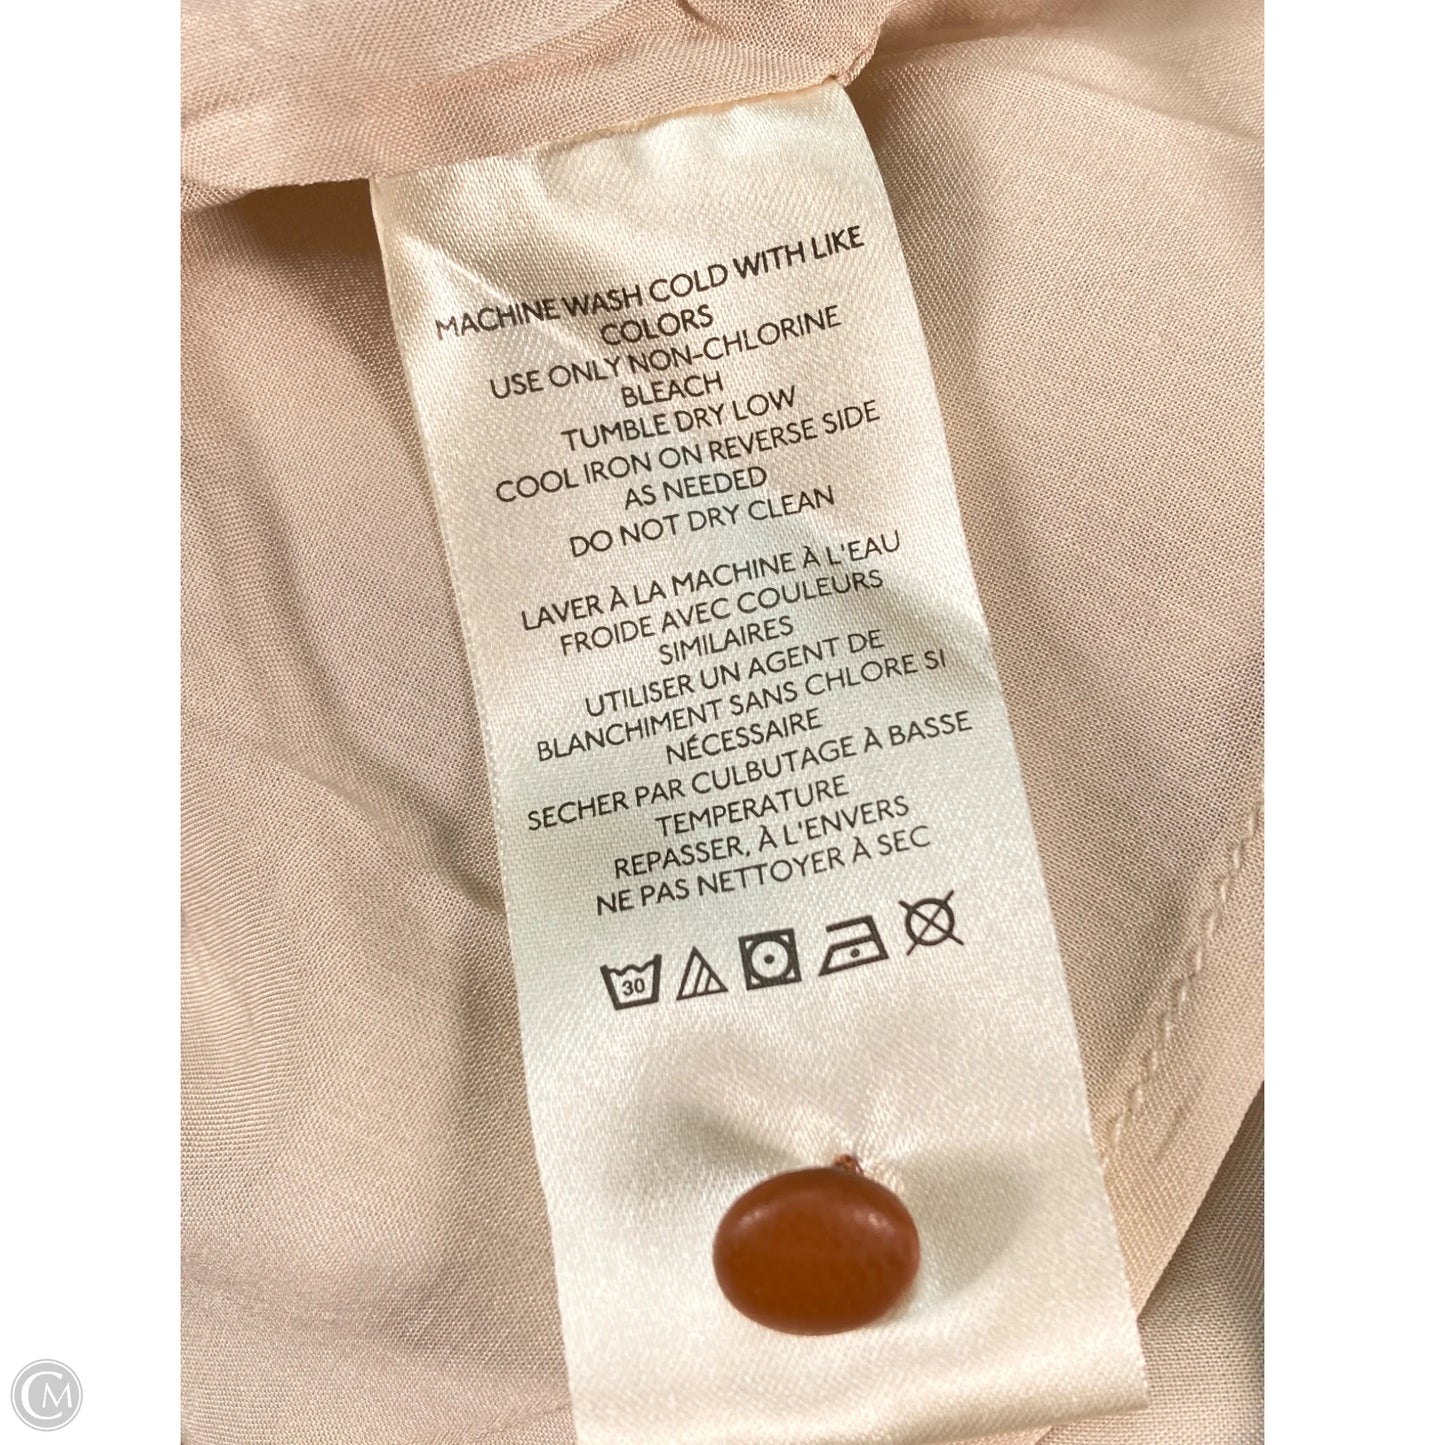 MACHINE WASH COLD WITH LIKE
COLORS
USE ONLY NON-CHLORINE
BLEACH
TUMBLE DRY LOW
COOL IRON ON REVERSE SIDE
AS NEEDED
DO NOT DRY CLEAN
LAVER À LA MACHINE À L'EAU
FROIDE AVEC COULEURS
SIMILAIRES
UTILISER UN AGENT DE
BLANCHIMENT SANS CHLORE SI
NÉCESSAIRE
SECHER PAR CULBUTAGE À BASSE
TEMPERATURE
REPASSER, À L'ENVERS
NE PAS NETTOYER À SEC
30
CM